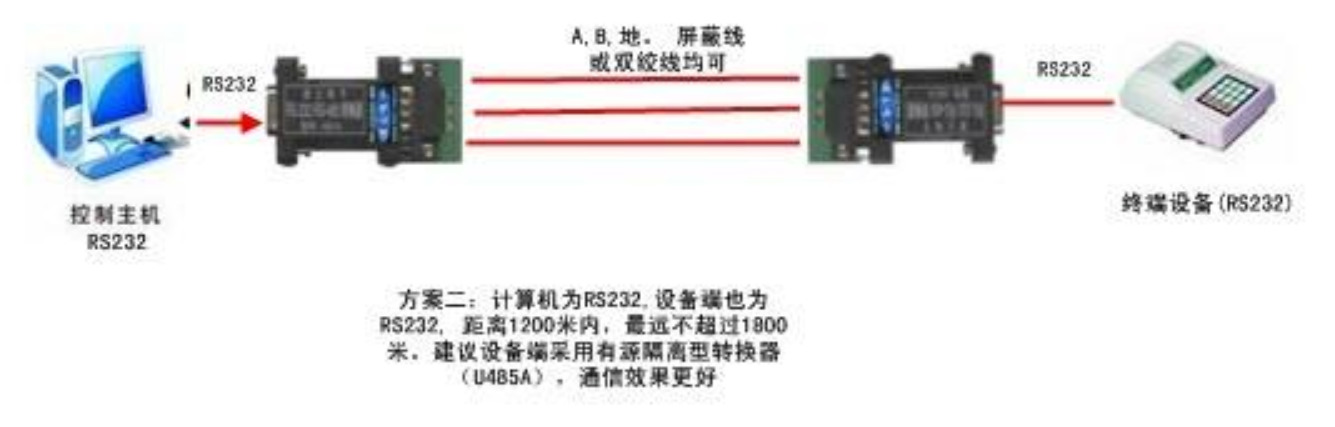 A,B,地。 屏蔽线
或双绞线均可
RS232
RS232
控制主机
RS232
终端设备(RS232)
方案二：计算机为RS232,设备端也为
RS232, 距离1200米内，最远不超过1800
米。建议设备端采用有源隔离型转换器
（U485A），通信效果更好